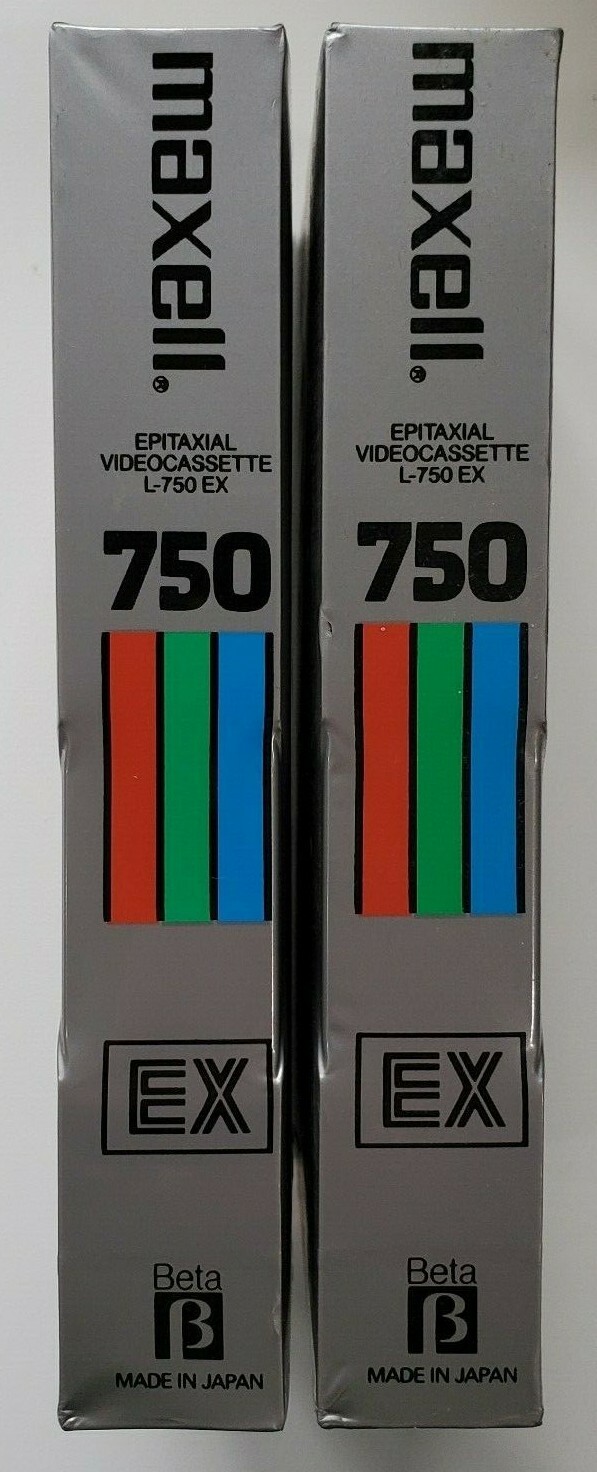 maxell®
EPITAXIAL
VIDEOCASSETTE
L-750 EX
750
EX
Beta
β
MADE IN JAPAN
maxell®
EPITAXIAL
VIDEOCASSETTE
L-750 EX
750
EX
Beta
β
MADE IN JAPAN